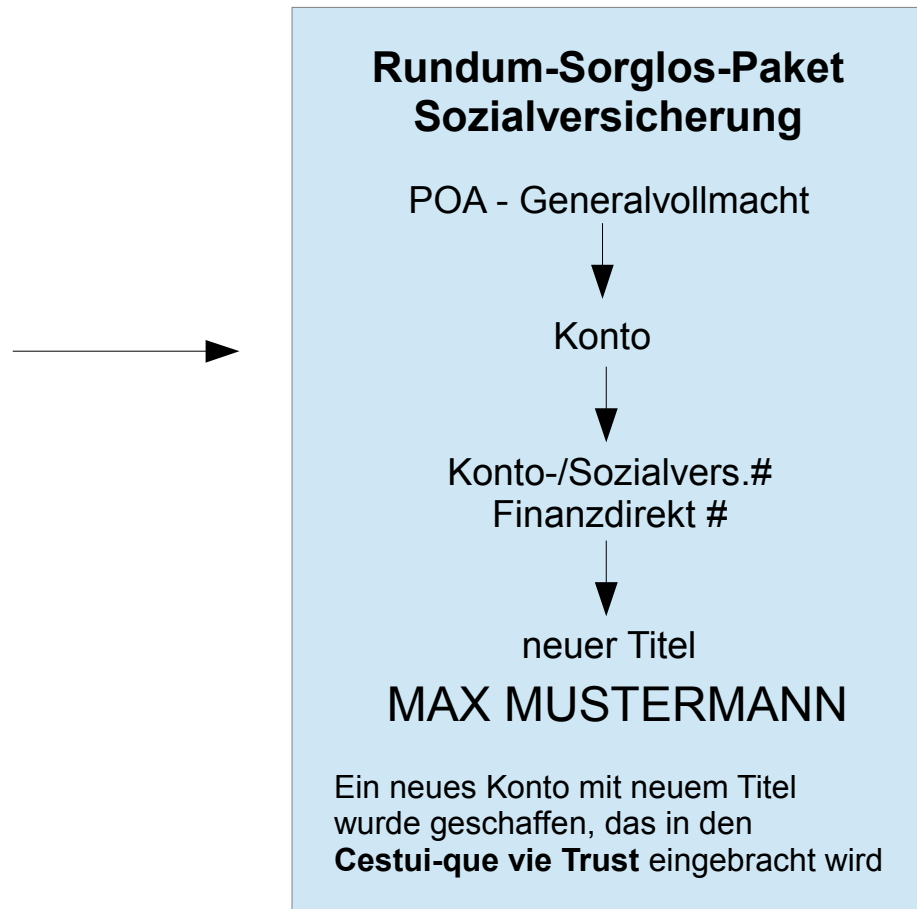 Rundum-Sorglos-Paket
Sozialversicherung
POA - Generalvollmacht
Konto
Konto-/Sozialvers.#
Finanzdirekt #
neuer Titel
MAX MUSTERMANN
Ein neues Konto mit neuem Titel
wurde geschaffen, das in den
Cestui-que vie Trust eingebracht wird